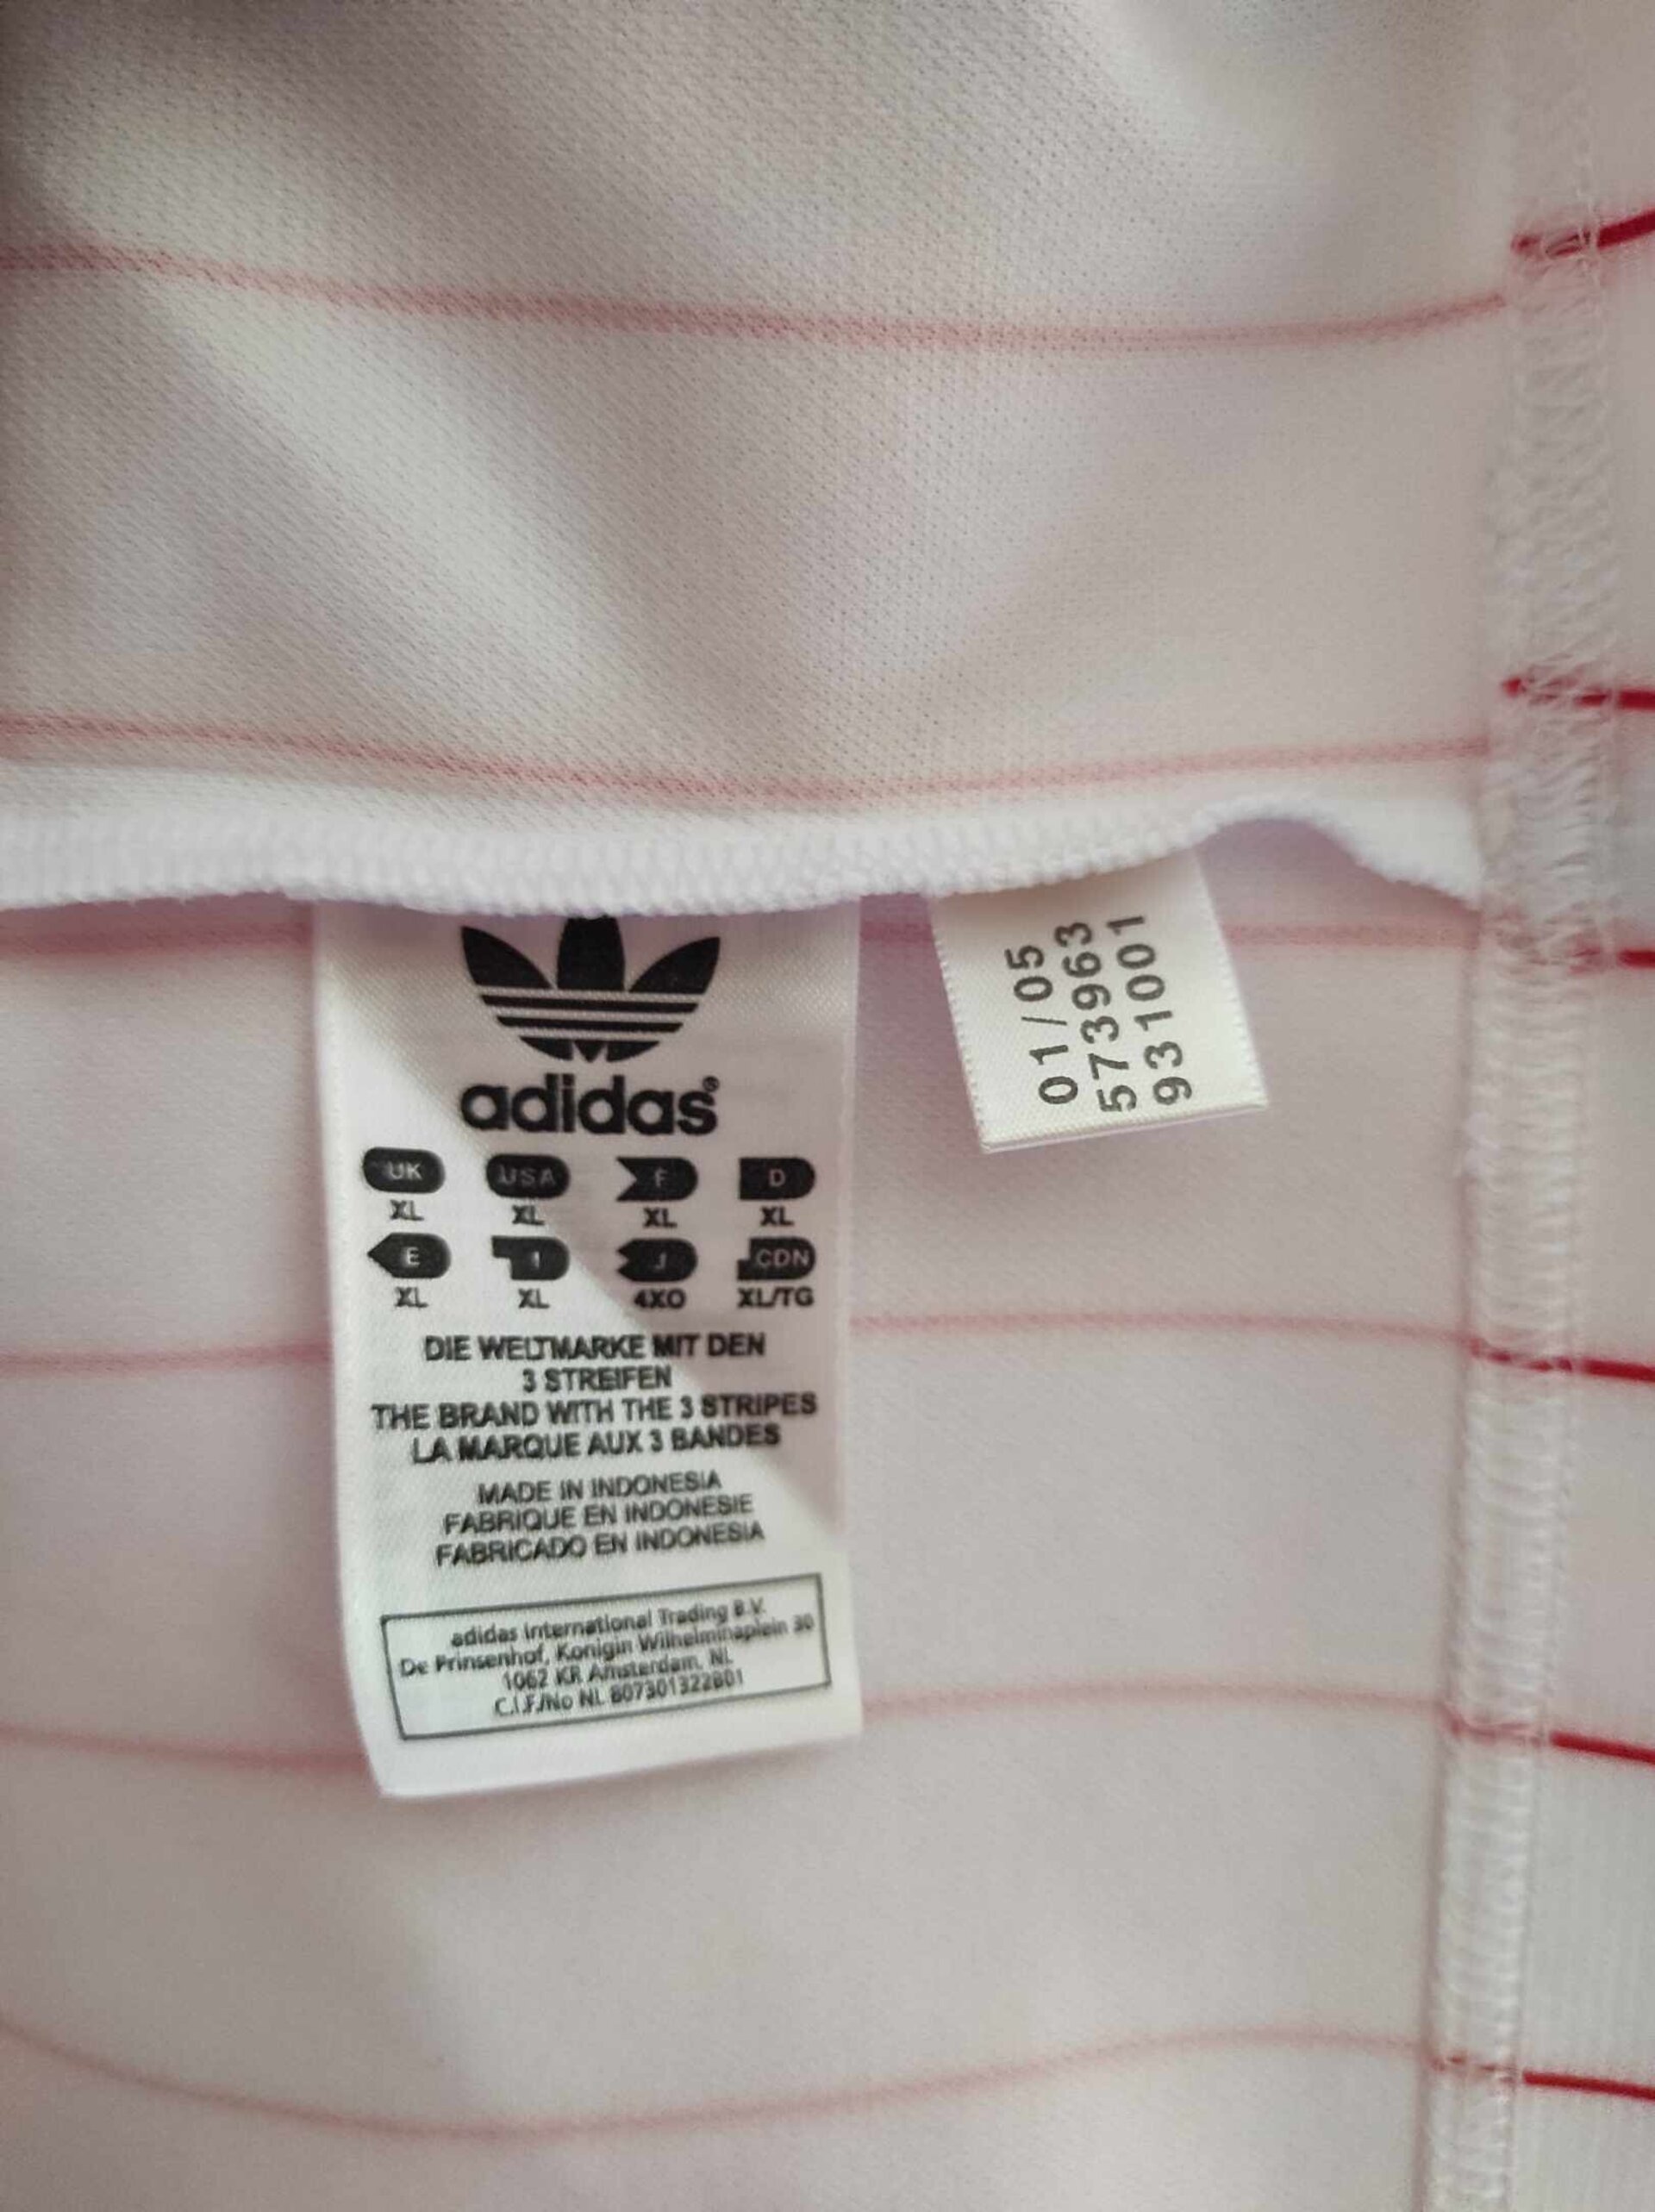 adidas®
UK USA F D
XL XL XL XL
E I J CDN
XL XL 4XO XL/TG
DIE WELTMARKE MIT DEN
3 STREIFEN
THE BRAND WITH THE 3 STRIPES
LA MARQUE AUX 3 BANDES
MADE IN INDONESIA
FABRIQUE EN INDONESIE
FABRICADO EN INDONESIA
adidas International Trading B.V.
De Prinsenhof, Konigin Wilhelminaplein 30
1062 KR Amsterdam, NL
C.I.F./No NL 807301322B01
01/05
573963
931001